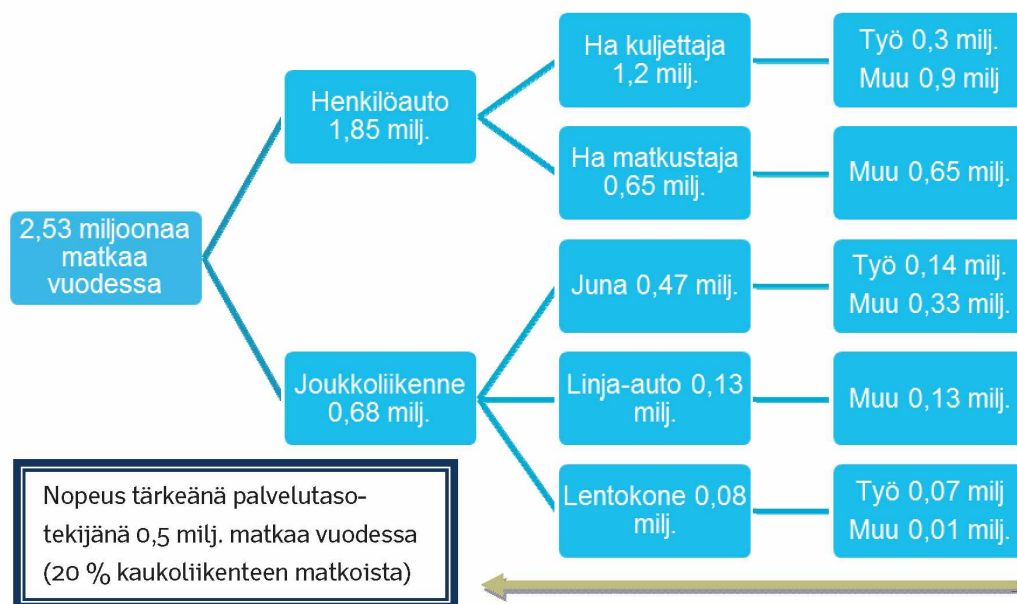 2,53 miljoonaa
matkaa
vuodessa
Henkilöauto
1,85 milj.
Joukkoliikenne
0,68 milj.
Ha kuljettaja
1,2 milj.
Ha matkustaja
0,65 milj.
Juna 0,47 milj.
Linja-auto 0,13
milj.
Lentokone 0,08
milj.
Työ 0,3 milj.
Muu 0,9 milj
Muu 0,65 milj.
Työ 0,14 milj.
Muu 0,33 milj.
Muu 0,13 milj.
Työ 0,07 milj
Muu 0,01 milj.
Nopeus tärkeänä palvelutaso-
tekijänä 0,5 milj. matkaa vuodessa
(20 % kaukoliikenteen matkoista)